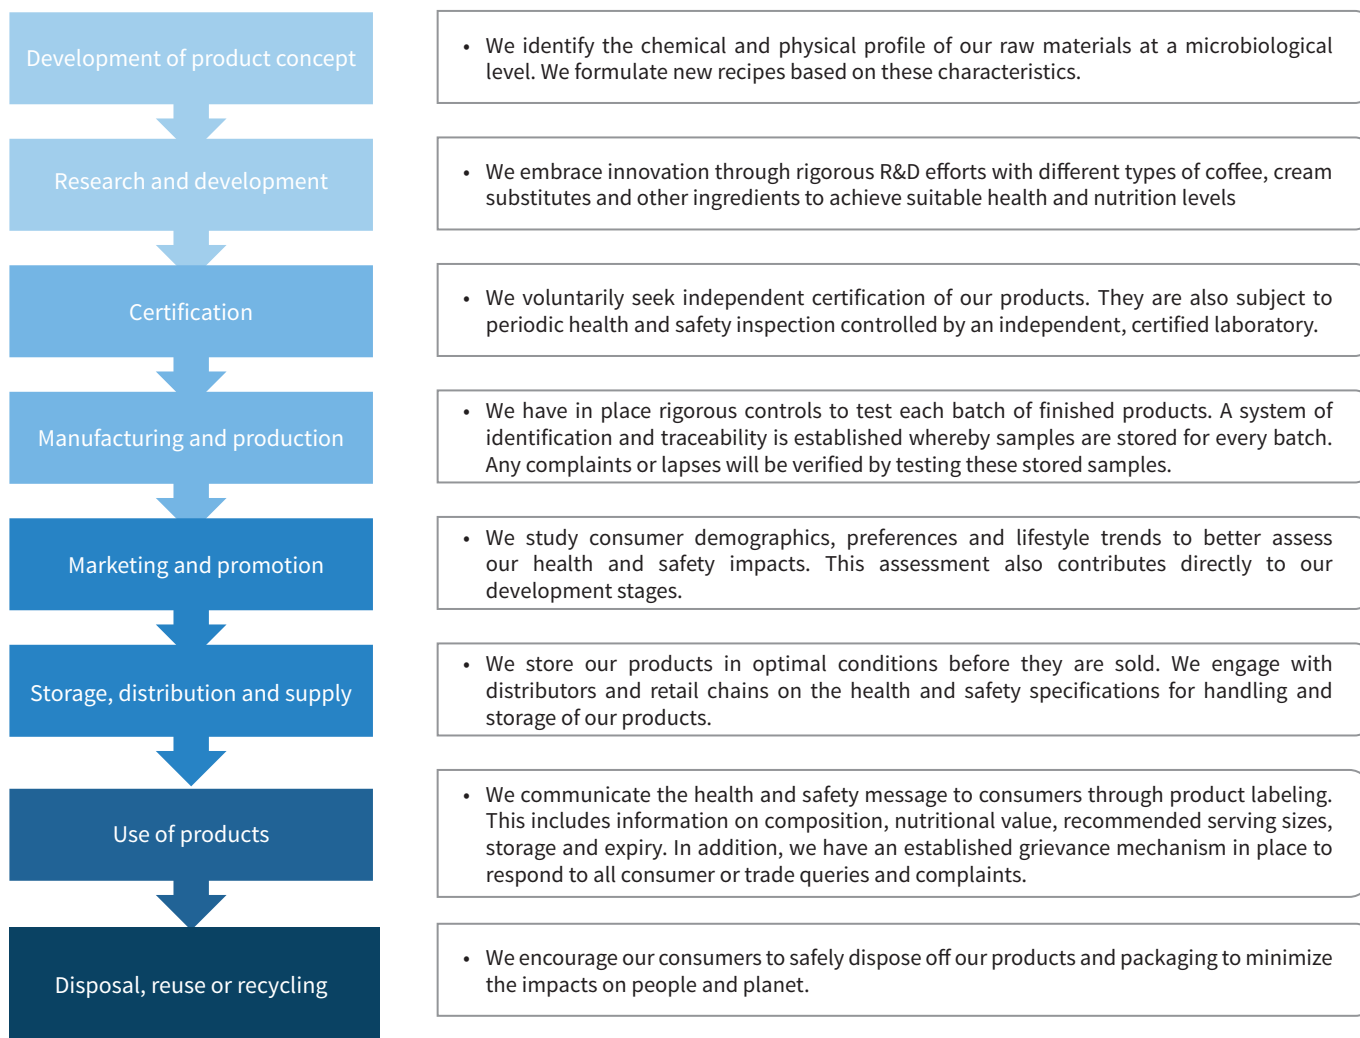 Development of product concept
• We identify the chemical and physical profile of our raw materials at a microbiological
level. We formulate new recipes based on these characteristics.
Research and development
• We embrace innovation through rigorous R&D efforts with different types of coffee, cream
substitutes and other ingredients to achieve suitable health and nutrition levels
Certification
• We voluntarily seek independent certification of our products. They are also subject to
periodic health and safety inspection controlled by an independent, certified laboratory.
Manufacturing and production
• We have in place rigorous controls to test each batch of finished products. A system of
identification and traceability is established whereby samples are stored for every batch.
Any complaints or lapses will be verified by testing these stored samples.
Marketing and promotion
• We study consumer demographics, preferences and lifestyle trends to better assess
our health and safety impacts. This assessment also contributes directly to our
development stages.
Storage, distribution and supply
• We store our products in optimal conditions before they are sold. We engage with
distributors and retail chains on the health and safety specifications for handling and
storage of our products.
Use of products
• We communicate the health and safety message to consumers through product labeling.
This includes information on composition, nutritional value, recommended serving sizes,
storage and expiry. In addition, we have an established grievance mechanism in place to
respond to all consumer or trade queries and complaints.
Disposal, reuse or recycling
• We encourage our consumers to safely dispose off our products and packaging to minimize
the impacts on people and planet.